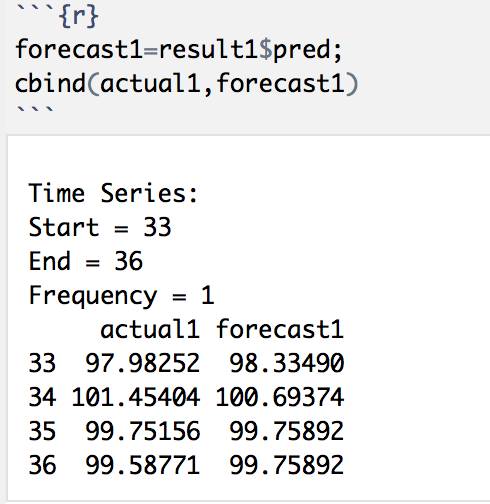 ```{r}
forecast1=result1$pred;
cbind(actual1,forecast1)
```
Time Series:
Start = 33
End = 36
Frequency = 1
     actual1 forecast1
33  97.98252  98.33490
34 101.45404 100.69374
35  99.75156  99.75892
36  99.58771  99.75892